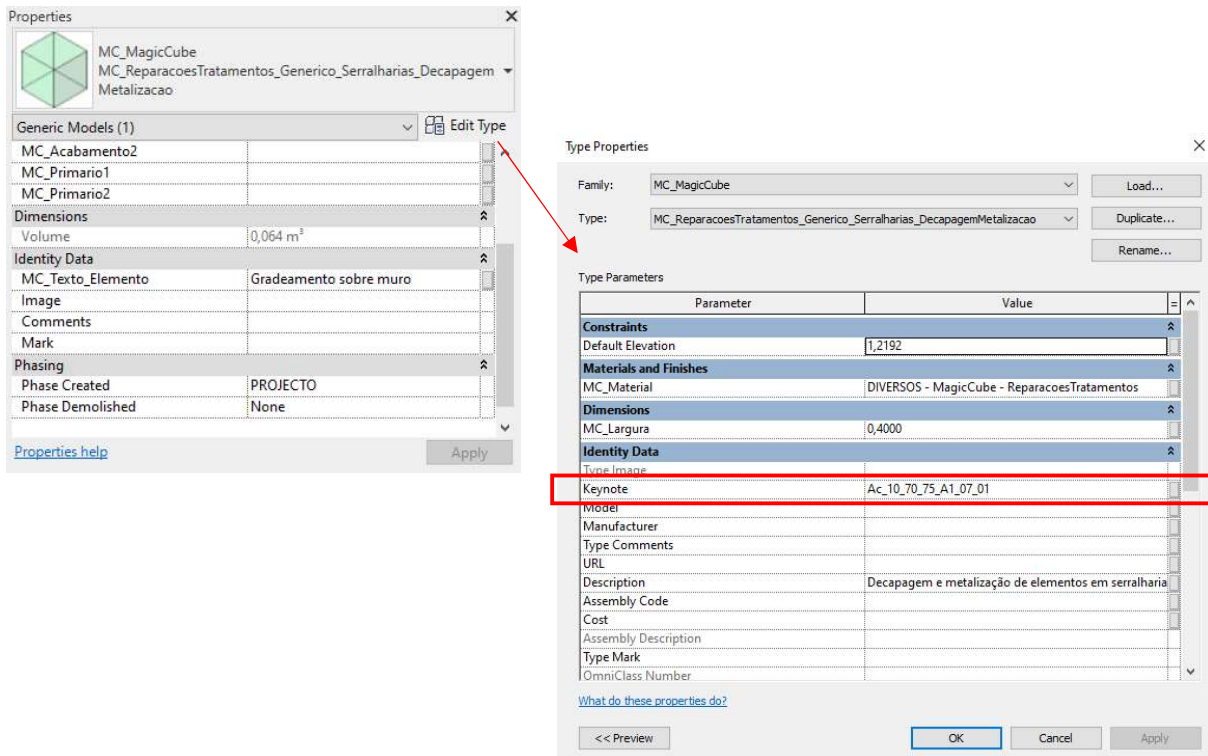 Properties
MC_MagicCube
MC_ReparacoesTratamentos_Generico_Serralharias_Decapagem
Metalizacao
Generic Models (1)
Edit Type
MC_Acabamento2
MC_Primario1
MC_Primario2
Dimensions
Volume 0,064 m³
Identity Data
MC_Texto_Elemento Gradeamento sobre muro
Image
Comments
Mark
Phasing
Phase Created PROJECTO
Phase Demolished None
Properties help Apply
Type Properties
Family: MC_MagicCube Load...
Type: MC_ReparacoesTratamentos_Generico_Serralharias_DecapagemMetalizacao Duplicate...
Rename...
Type Parameters
Parameter Value =
Constraints
Default Elevation 1,2192
Materials and Finishes
MC_Material DIVERSOS - MagicCube - ReparacoesTratamentos
Dimensions
MC_Largura 0,4000
Identity Data
Type Image
Keynote Ac_10_70_75_A1_07_01
Model
Manufacturer
Type Comments
URL
Description Decapagem e metalização de elementos em serralharia
Assembly Code
Cost
Assembly Description
Type Mark
OmniClass Number
What do these properties do?
<< Preview OK Cancel Apply